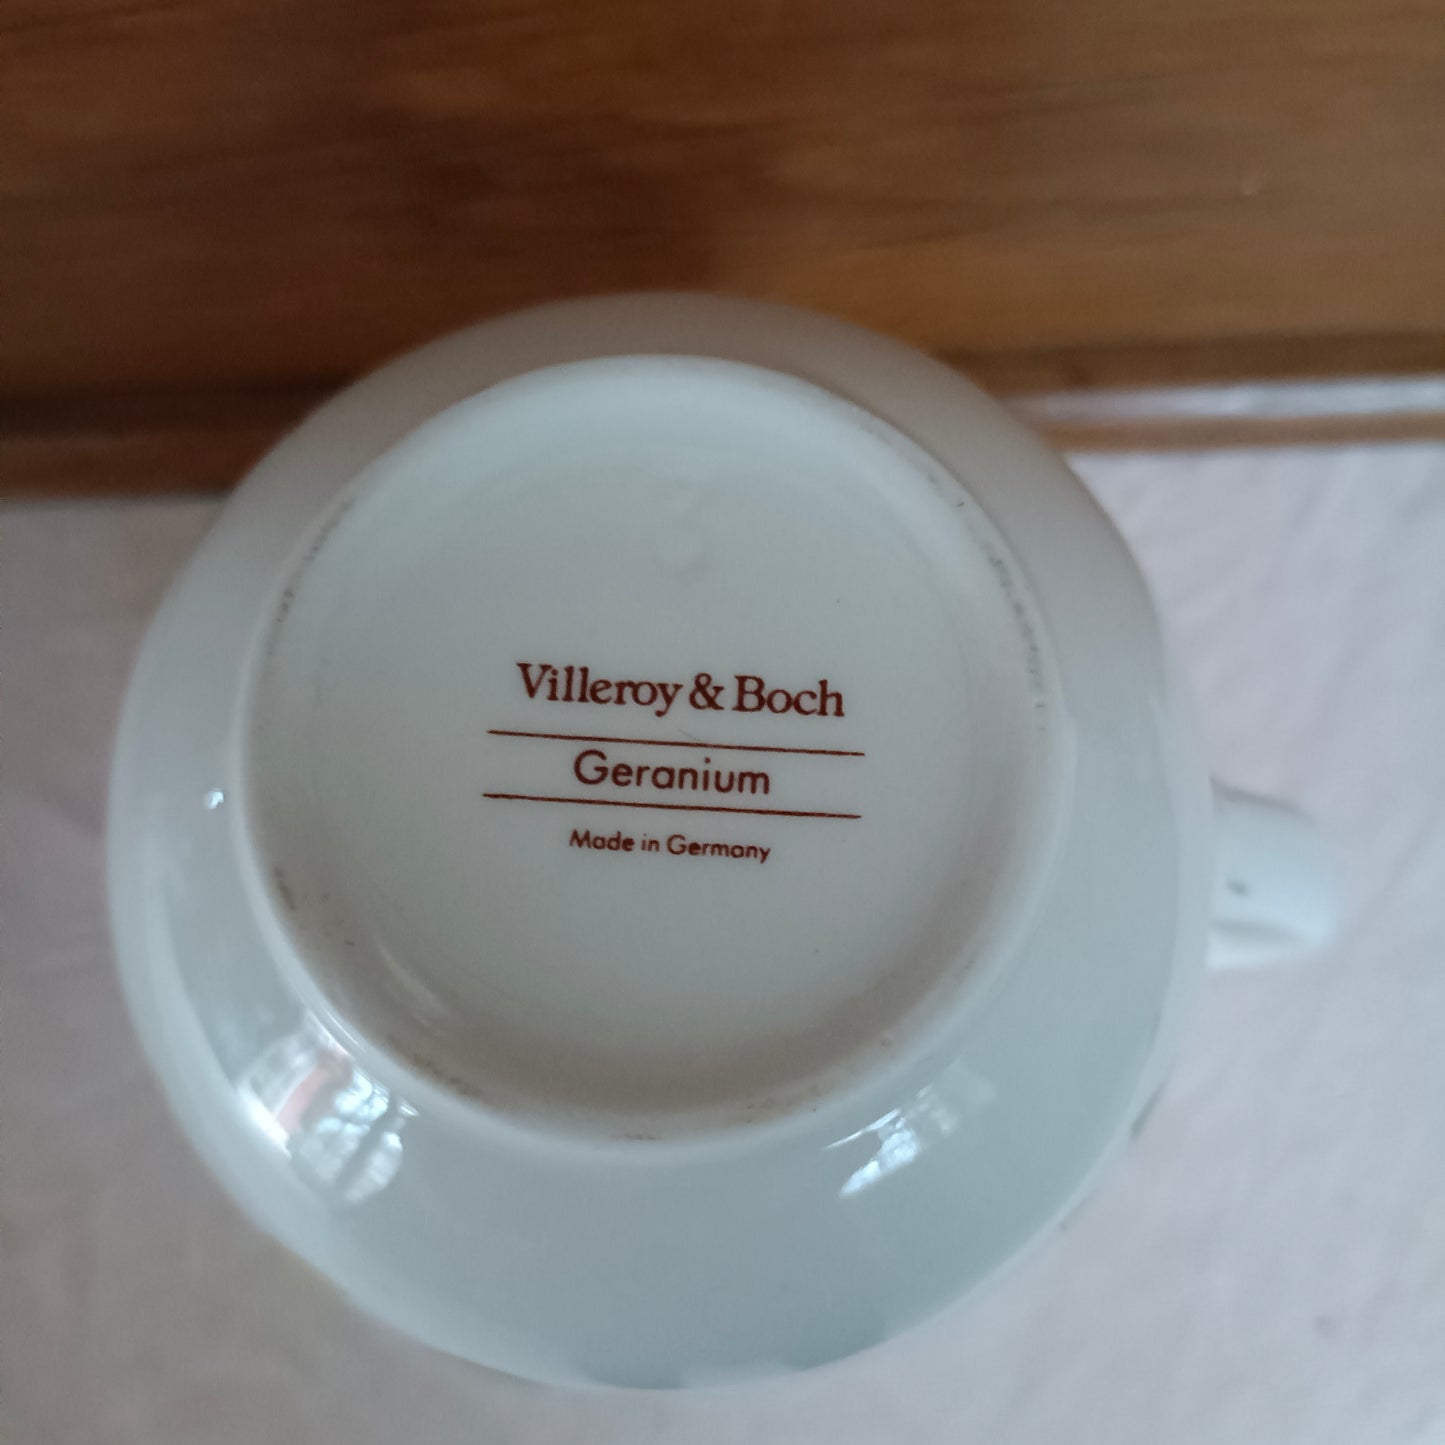 Villeroy & Boch
Geranium
Made in Germany